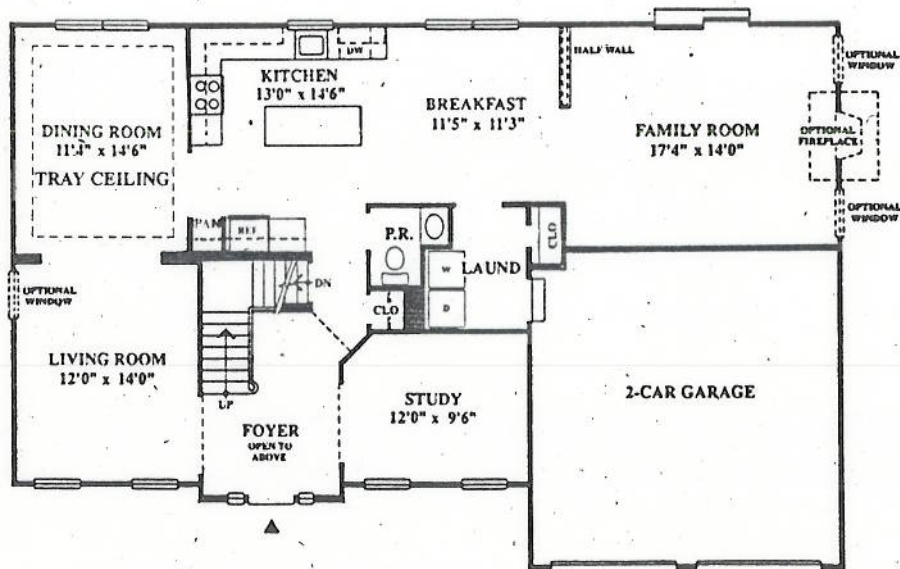 HALF WALL
OPTIONAL
WINDOW
DW
KITCHEN
13'0" x 14'6"
BREAKFAST
11'5" x 11'3"
DINING ROOM
11'4" x 14'6"
TRAY CEILING
FAMILY ROOM
17'4" x 14'0"
OPTIONAL
FIREPLACE
OPTIONAL
WINDOW
PAN
REF
P.R.
CLO
W
LAUND
DN
OPTIONAL
WINDOW
CLO
D
LIVING ROOM
12'0" x 14'0"
UP
STUDY
12'0" x 9'6"
2-CAR GARAGE
FOYER
OPEN TO
ABOVE